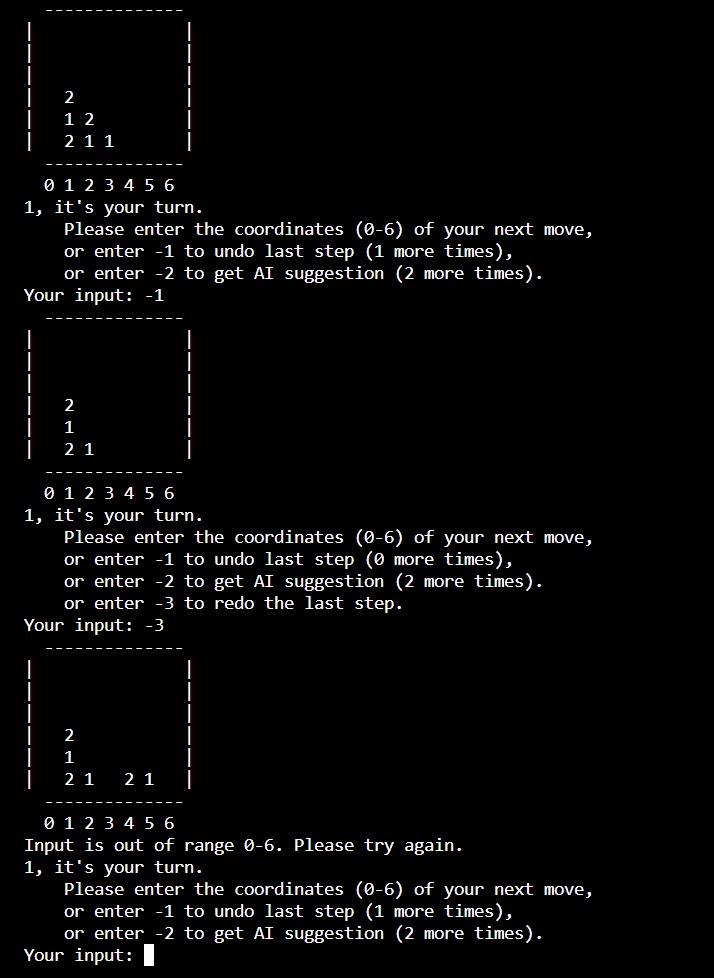 --------------
|               |
|               |
|               |
|   2           |
|   1 2         |
|   2 1 1       |
  --------------
  0 1 2 3 4 5 6
1, it's your turn.
    Please enter the coordinates (0-6) of your next move,
    or enter -1 to undo last step (1 more times),
    or enter -2 to get AI suggestion (2 more times).
Your input: -1
  --------------
|               |
|               |
|               |
|   2           |
|   1           |
|   2 1         |
  --------------
  0 1 2 3 4 5 6
1, it's your turn.
    Please enter the coordinates (0-6) of your next move,
    or enter -1 to undo last step (0 more times),
    or enter -2 to get AI suggestion (2 more times).
    or enter -3 to redo the last step.
Your input: -3
  --------------
|               |
|               |
|               |
|   2           |
|   1           |
|   2 1   2 1   |
  --------------
  0 1 2 3 4 5 6
Input is out of range 0-6. Please try again.
1, it's your turn.
    Please enter the coordinates (0-6) of your next move,
    or enter -1 to undo last step (1 more times),
    or enter -2 to get AI suggestion (2 more times).
Your input: